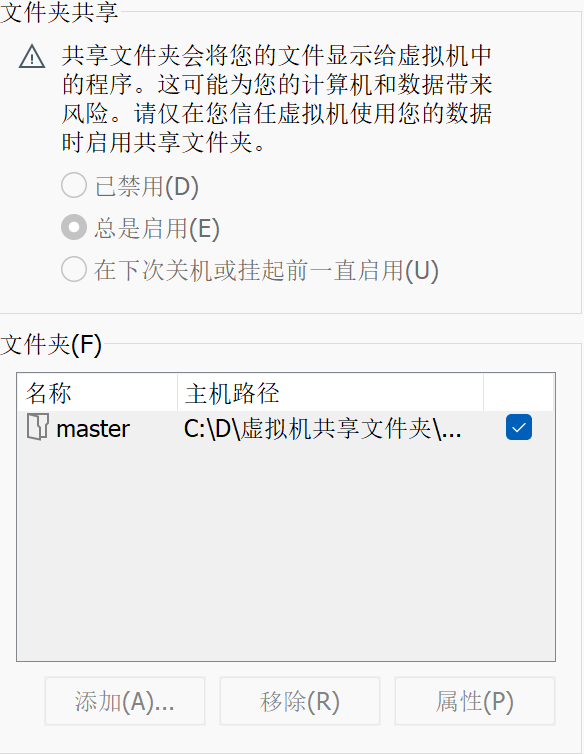 文件夹共享
共享文件夹会将您的文件显示给虚拟机中
的程序。这可能为您的计算机和数据带来
风险。请仅在您信任虚拟机使用您的数据
时启用共享文件夹。
已禁用(D)
总是启用(E)
在下次关机或挂起前一直启用(U)
文件夹(F)
名称 主机路径
master C:\D\虚拟机共享文件夹\...
添加(A)... 移除(R) 属性(P)